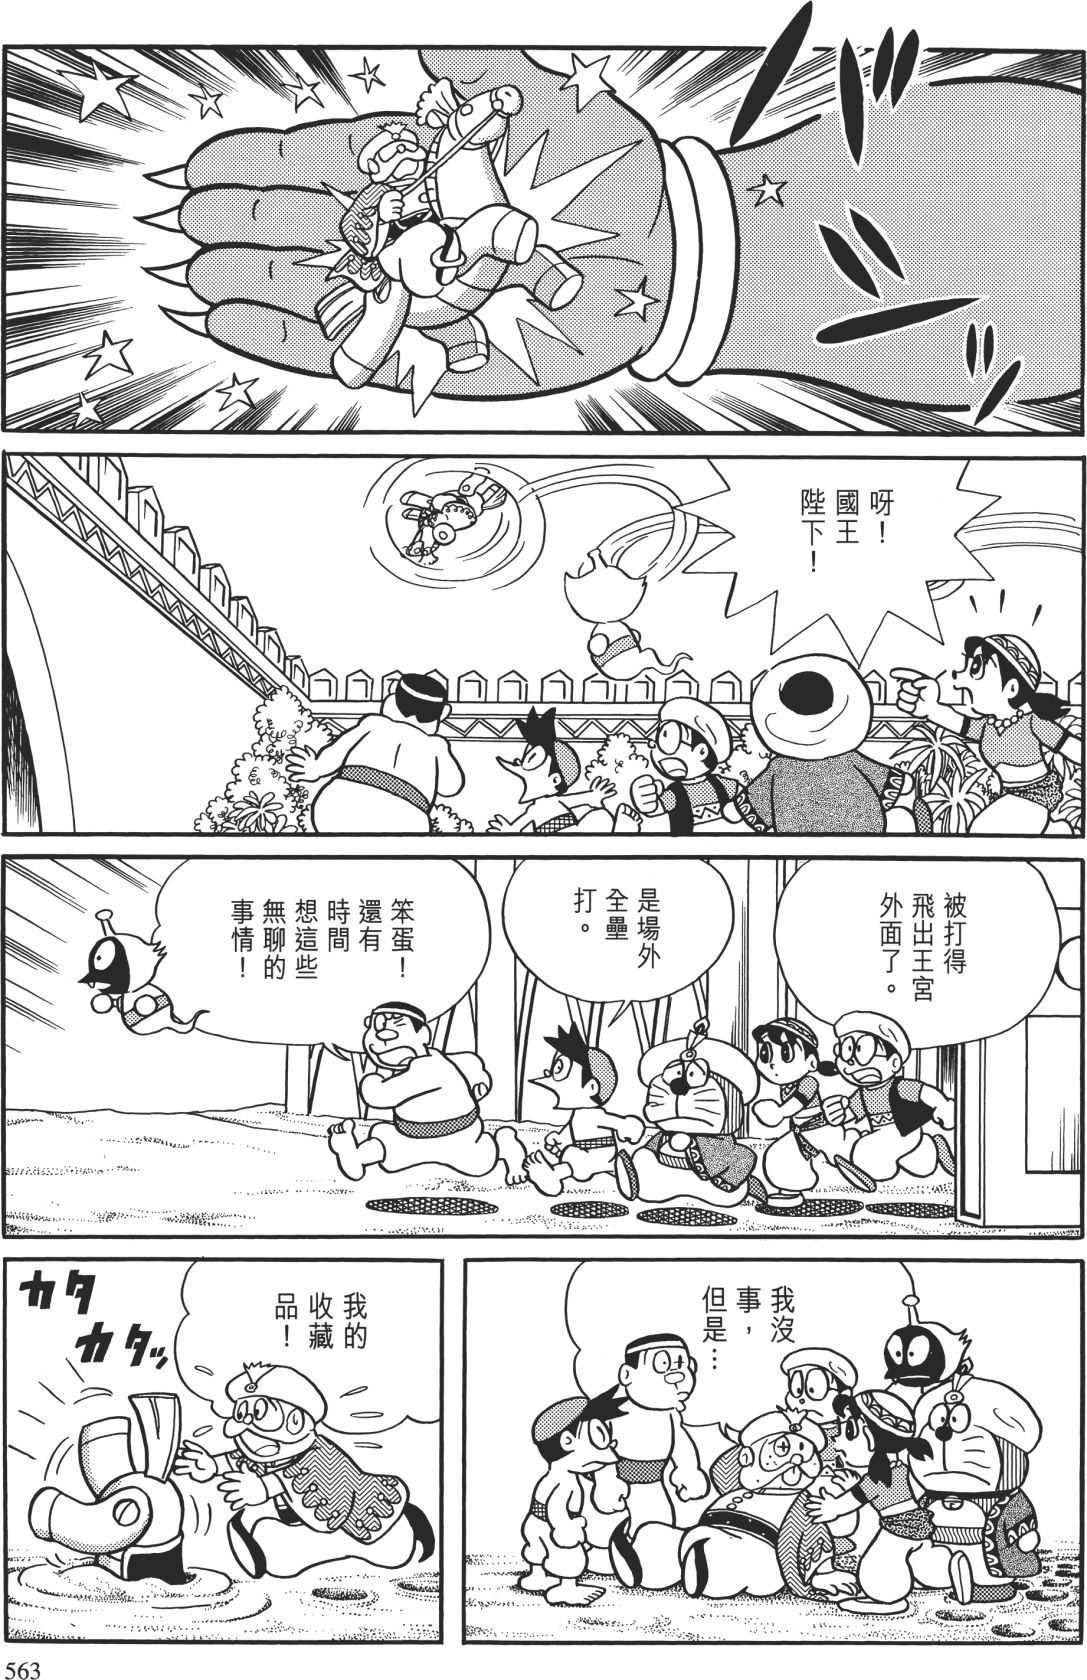 呀！
國王
陛下！
被打得
飛出王宮
外面了。
是場外
全壘
打。
笨蛋！
還有
時間
想這些
無聊的
事情！
我沒
事，
但是…
我的
收藏
品！
カタ
カタッ
563